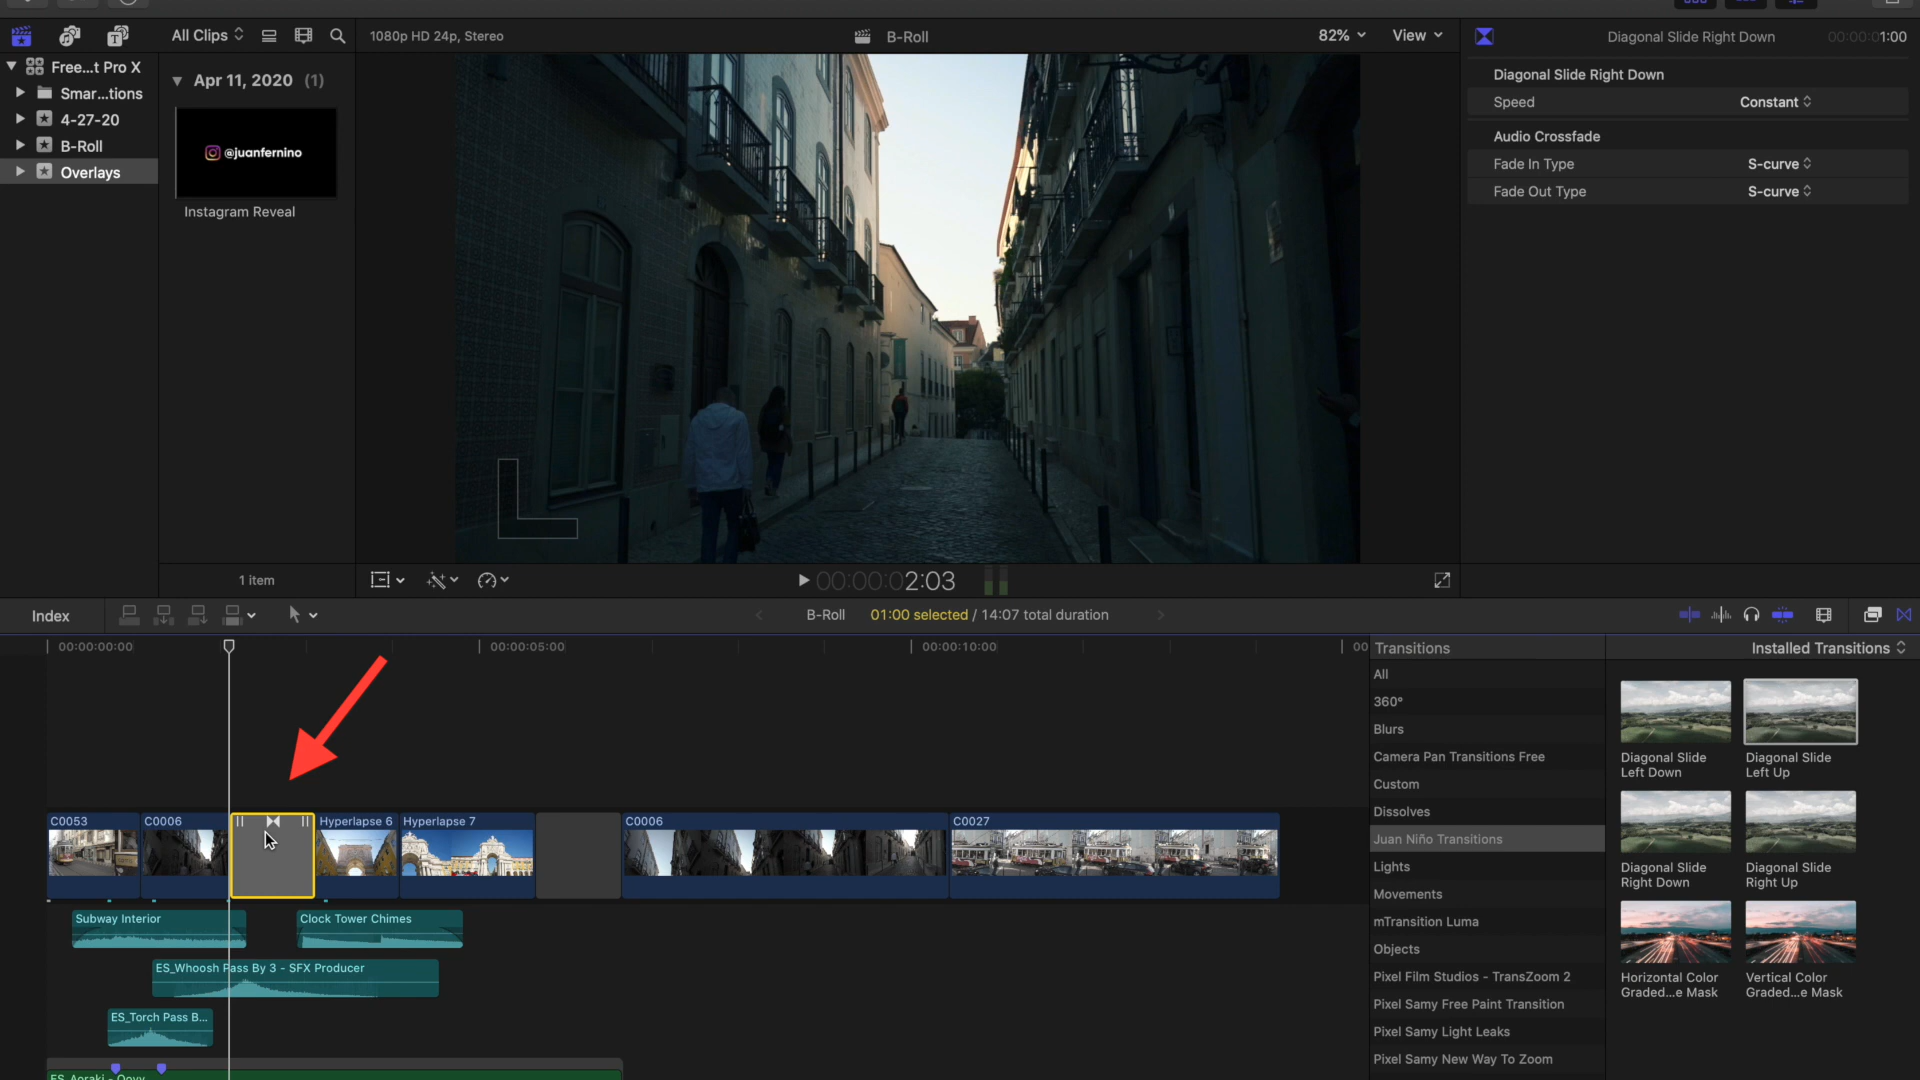 All Clips
1080p HD 24p, Stereo
B-Roll
82%
View
Diagonal Slide Right Down
00:00:01:00
Free...t Pro X
Smar...tions
4-27-20
B-Roll
Overlays
Apr 11, 2020 (1)
@juanfernino
Instagram Reveal
1 item
Diagonal Slide Right Down
Speed
Constant
Audio Crossfade
Fade In Type
S-curve
Fade Out Type
S-curve
00:00:02:03
Index
B-Roll
01:00 selected / 14:07 total duration
00:00:00:00
00:00:05:00
00:00:10:00
00
C0053
C0006
Hyperlapse 6
Hyperlapse 7
C0006
C0027
Subway Interior
Clock Tower Chimes
ES_Whoosh Pass By 3 - SFX Producer
ES_Torch Pass B...
Transitions
All
360°
Blurs
Camera Pan Transitions Free
Custom
Dissolves
Juan Niño Transitions
Lights
Movements
mTransition Luma
Objects
Pixel Film Studios - TransZoom 2
Pixel Samy Free Paint Transition
Pixel Samy Light Leaks
Pixel Samy New Way To Zoom
Installed Transitions
Diagonal Slide
Left Down
Diagonal Slide
Left Up
Diagonal Slide
Right Down
Diagonal Slide
Right Up
Horizontal Color
Graded...e Mask
Vertical Color
Graded...e Mask